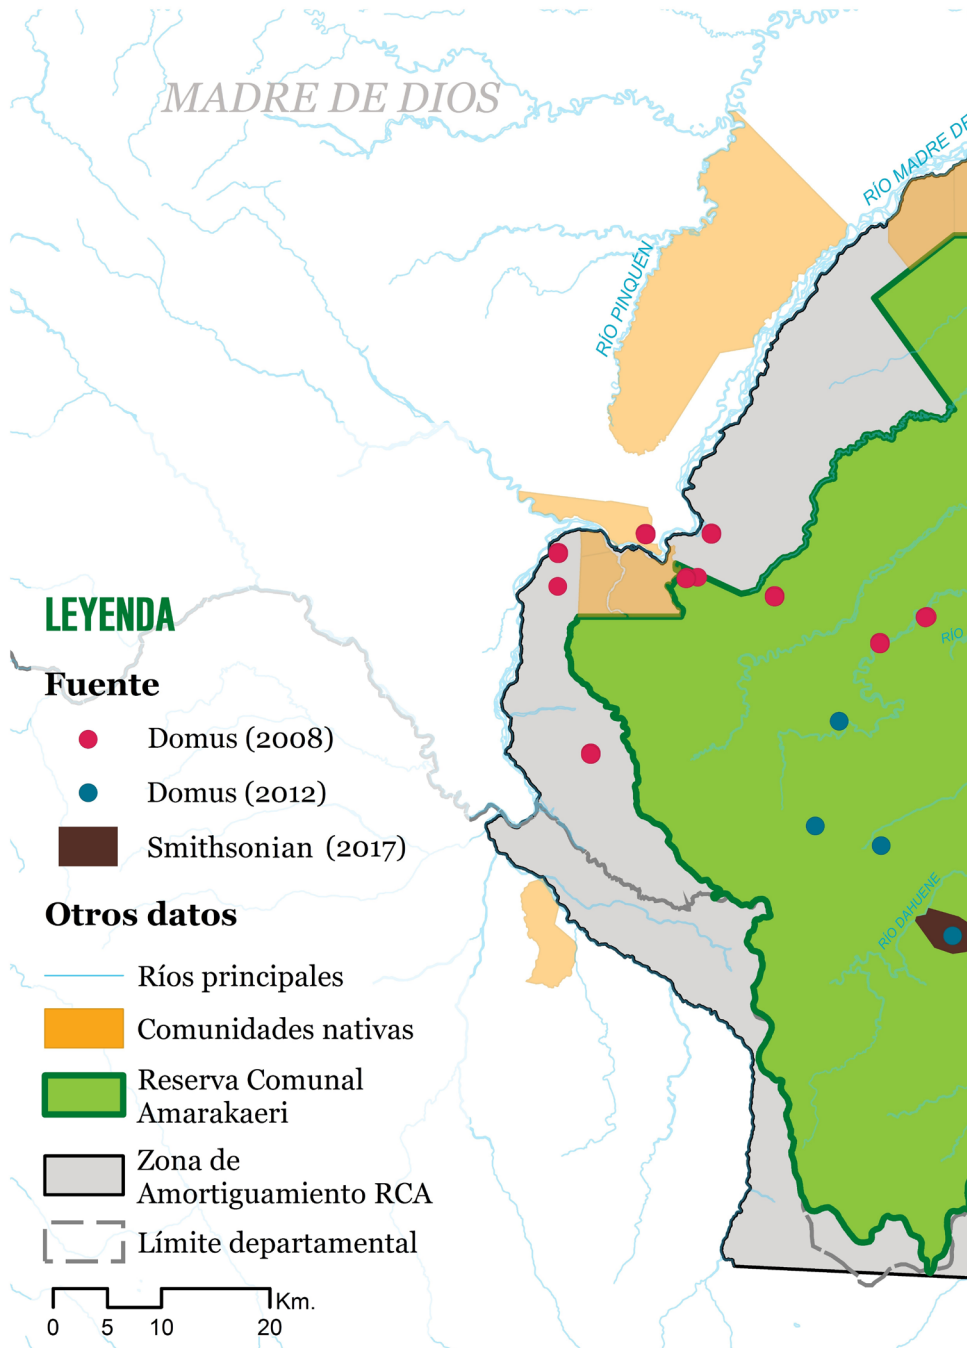 MADRE DE DIOS
RÍO MADRE DE
RÍO PINQUÉN
RÍO
RÍO DAHUENE
LEYENDA
Fuente
Domus (2008)
Domus (2012)
Smithsonian (2017)
Otros datos
Ríos principales
Comunidades nativas
Reserva Comunal
Amarakaeri
Zona de
Amortiguamiento RCA
Límite departamental
Km.
0 5 10 20